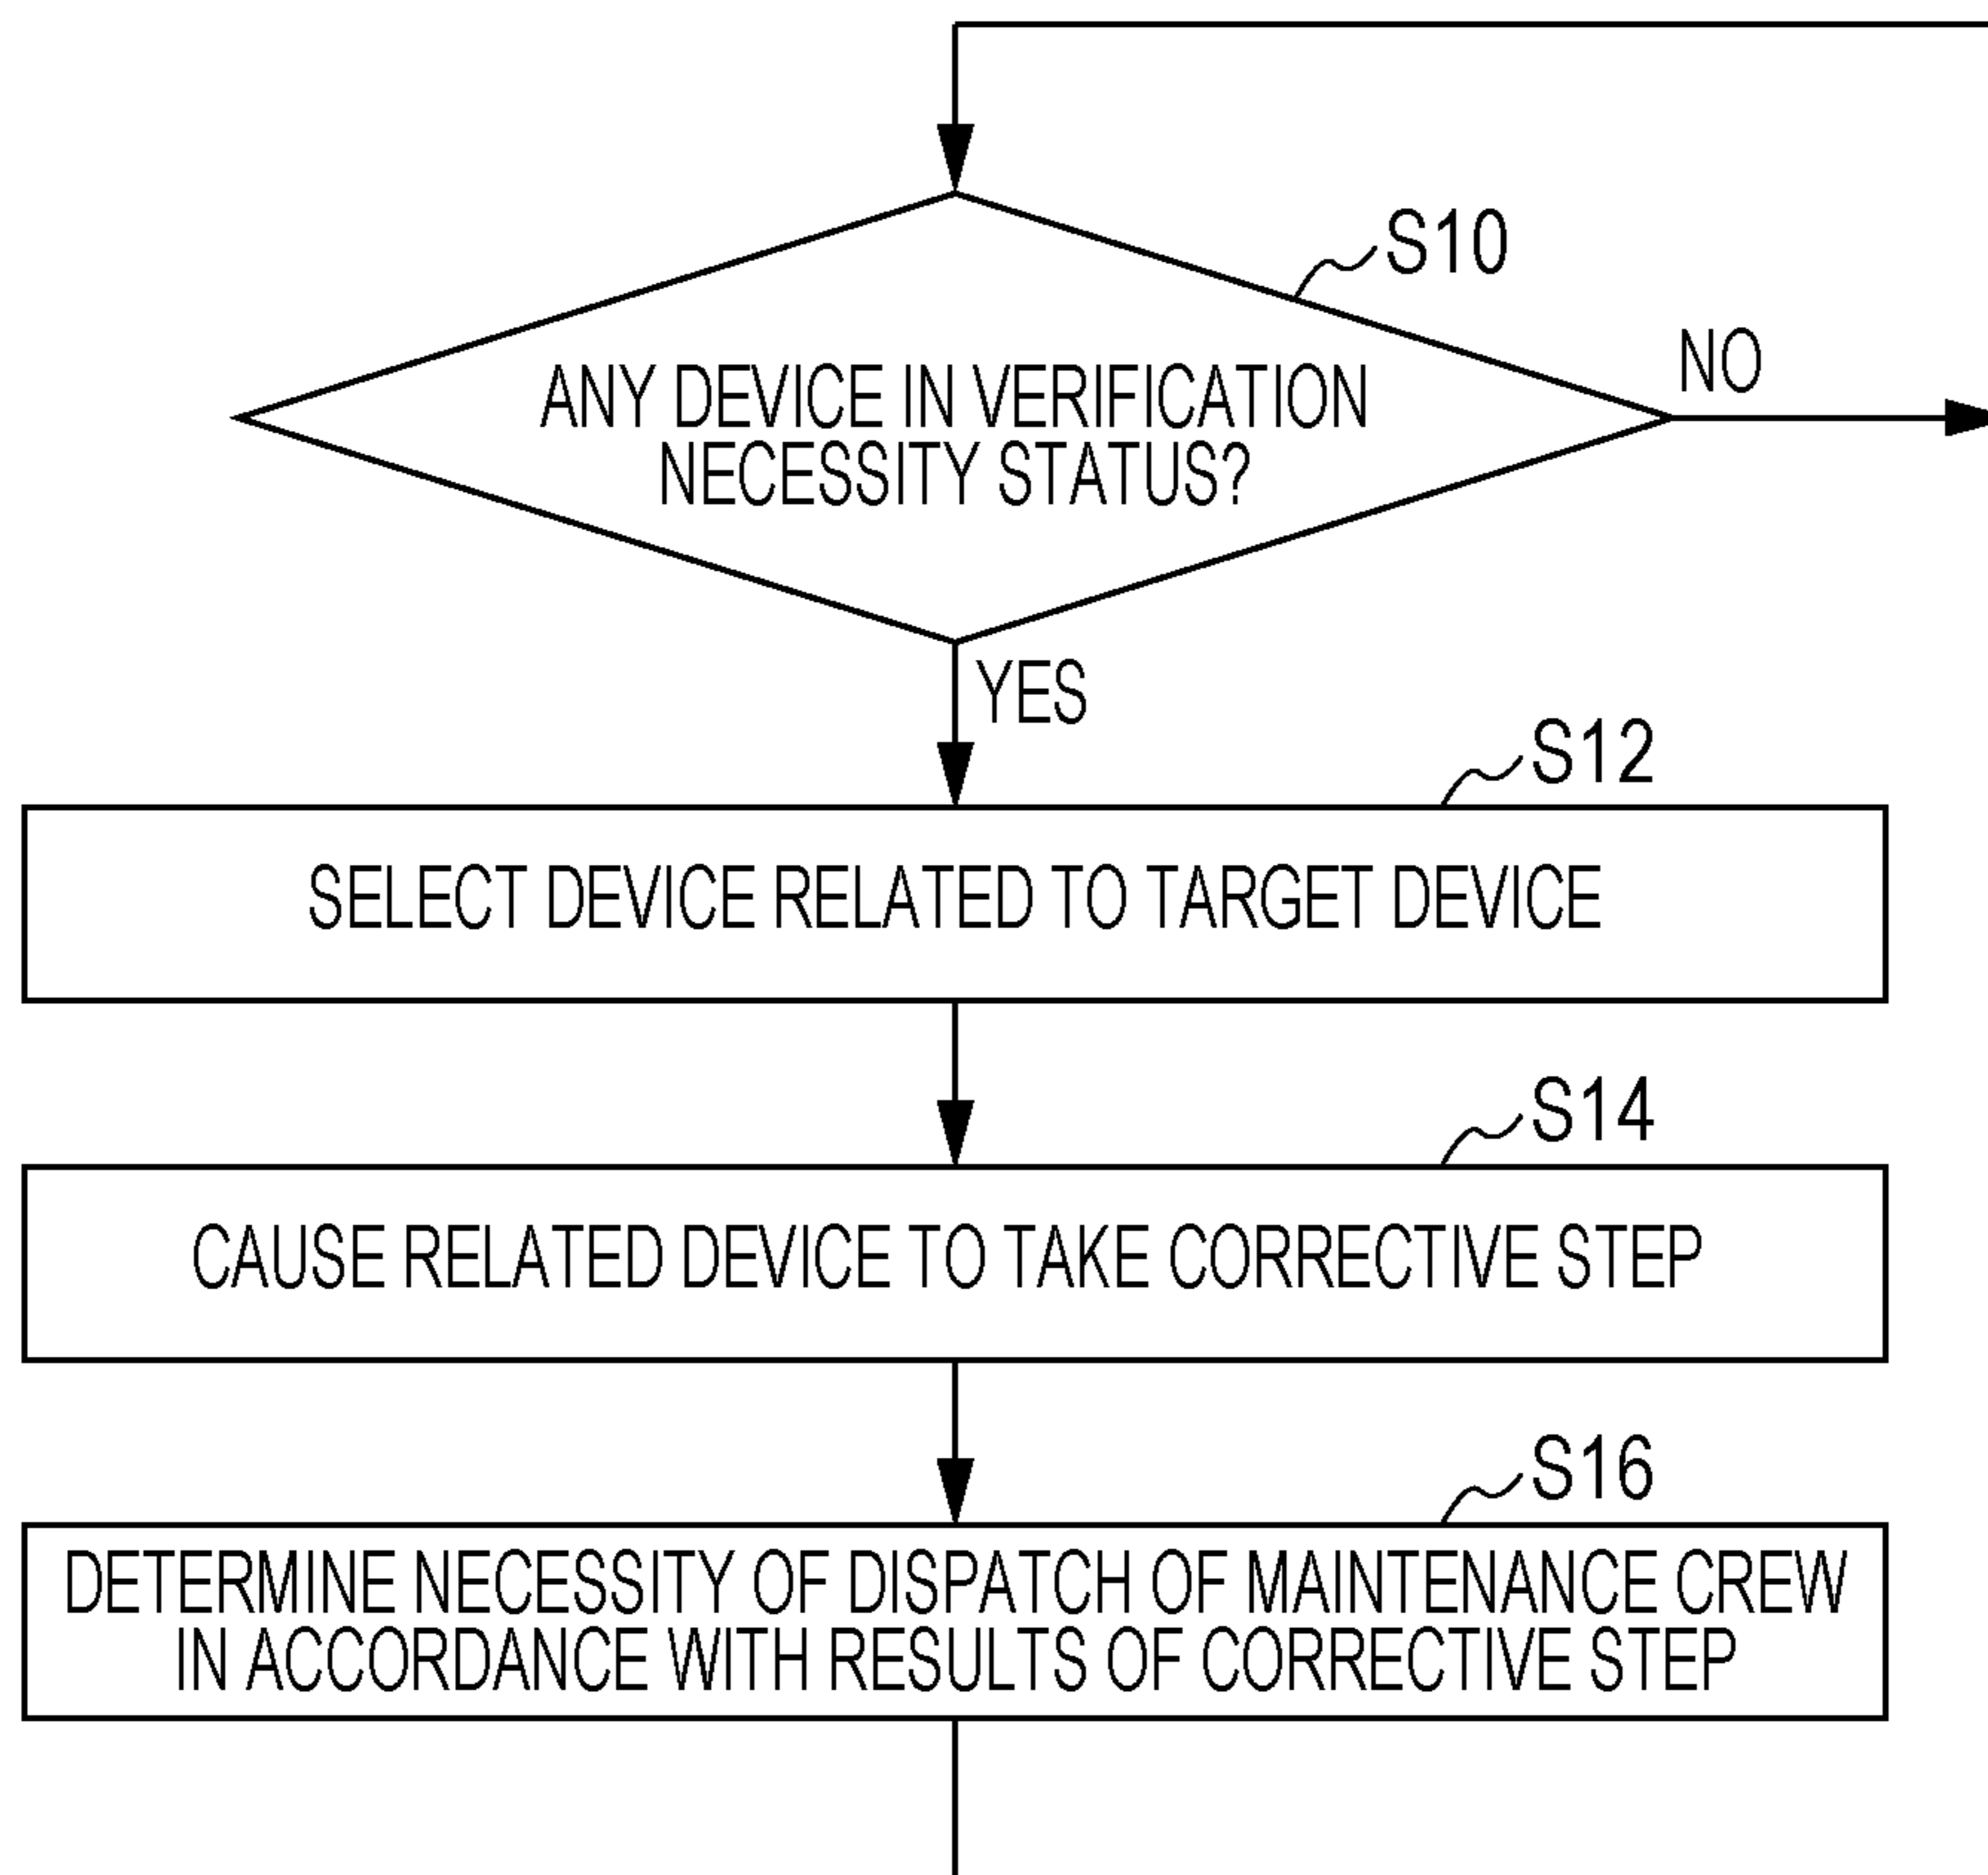 S10
ANY DEVICE IN VERIFICATION
NECESSITY STATUS?
NO
YES
S12
SELECT DEVICE RELATED TO TARGET DEVICE
S14
CAUSE RELATED DEVICE TO TAKE CORRECTIVE STEP
S16
DETERMINE NECESSITY OF DISPATCH OF MAINTENANCE CREW
IN ACCORDANCE WITH RESULTS OF CORRECTIVE STEP